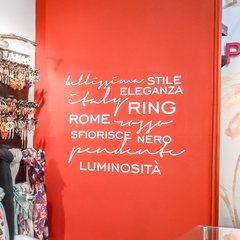 bellissima STILE
ELEGANZA
italy RING
ROME rosso
SFIORISCE NERO
pendente
LUMINOSITÀ
P